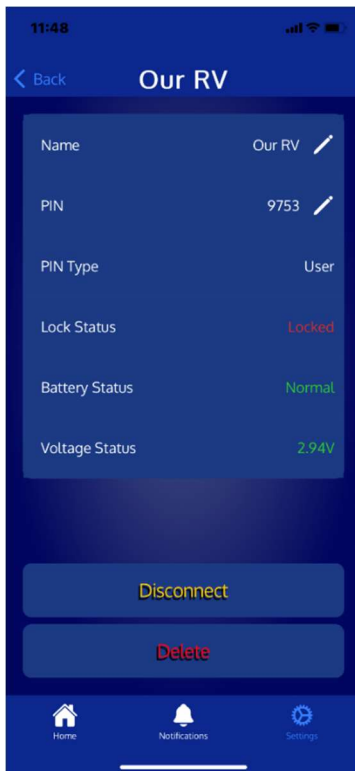 11:48
Back Our RV
Name Our RV
PIN 9753
PIN Type User
Lock Status Locked
Battery Status Normal
Voltage Status 2.94V
Disconnect
Delete
Home Notifications Settings